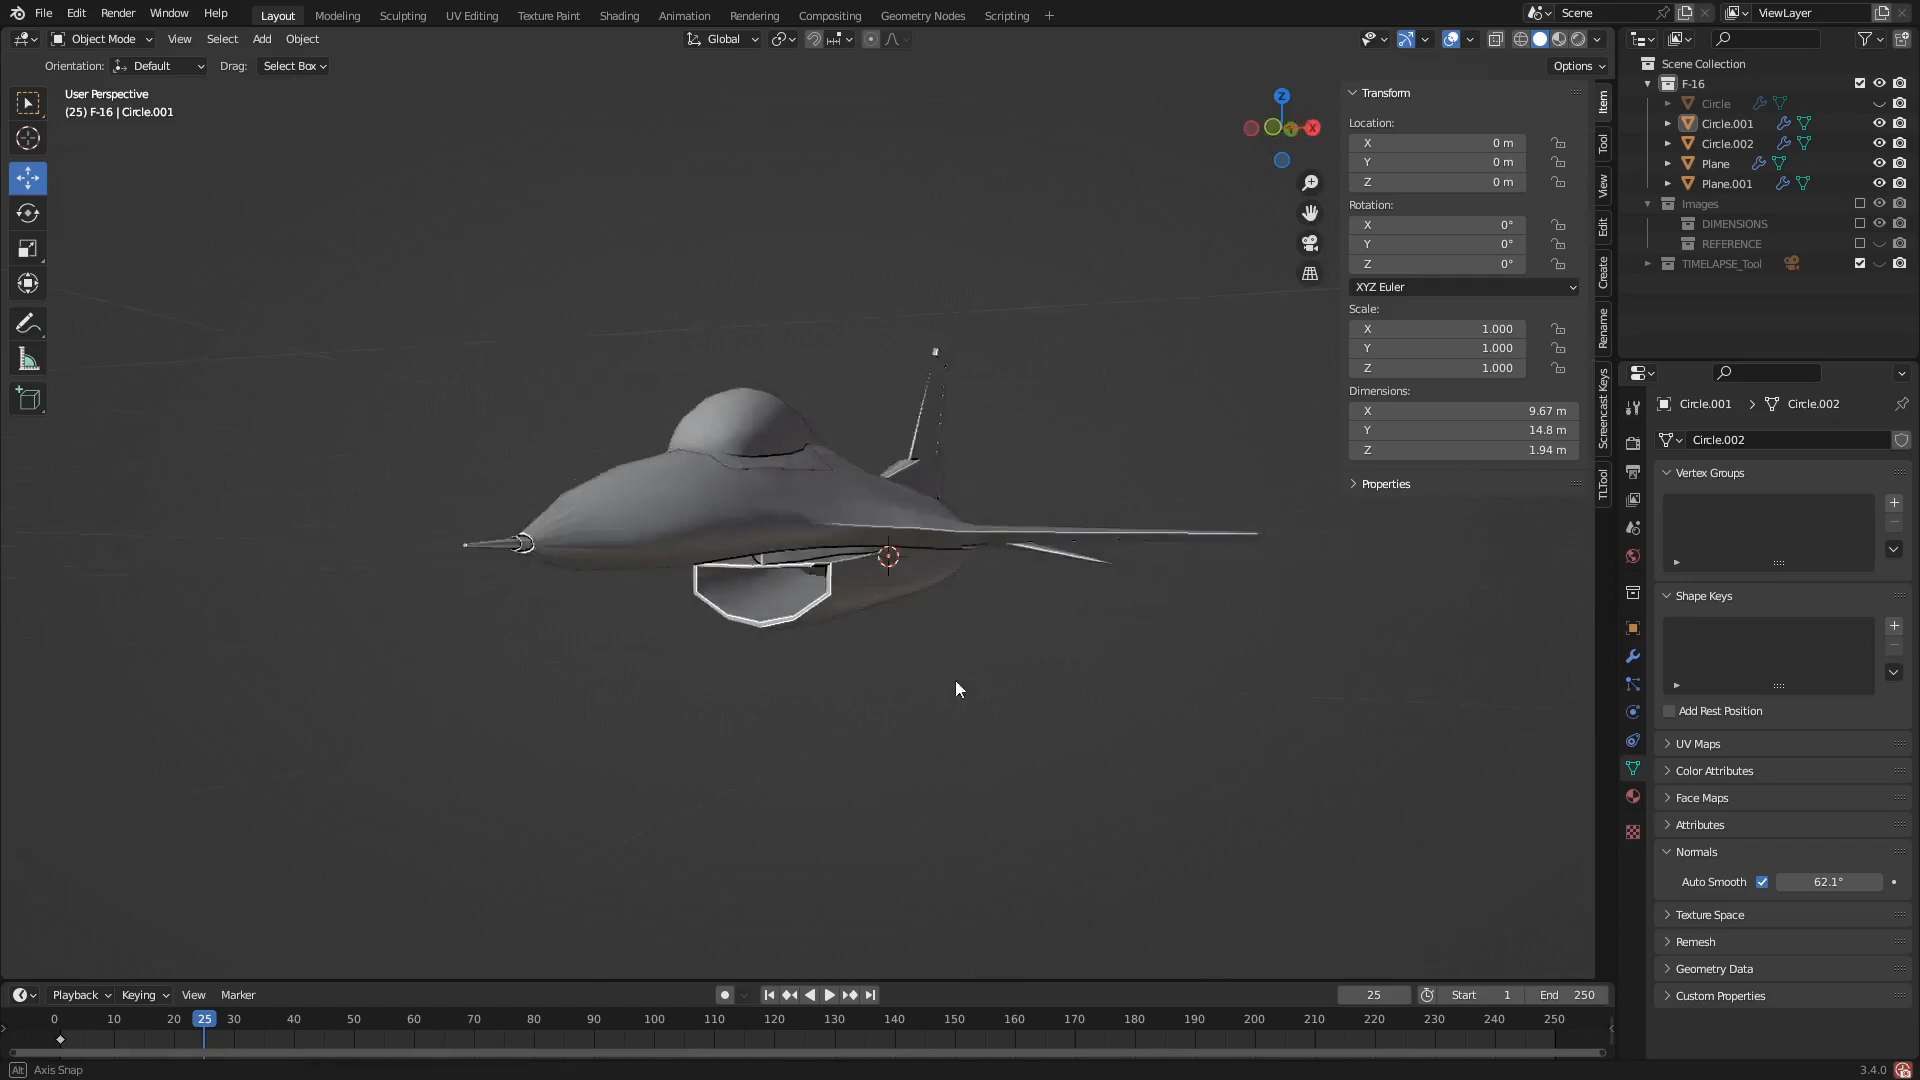 File Edit Render Window Help Layout Modeling Sculpting UV Editing Texture Paint Shading Animation Rendering Compositing Geometry Nodes Scripting + Scene ViewLayer
Object Mode View Select Add Object Global
Orientation: Default Drag: Select Box Options
User Perspective
(25) F-16 | Circle.001
Z
X
Transform
Location:
X 0 m
Y 0 m
Z 0 m
Rotation:
X 0°
Y 0°
Z 0°
XYZ Euler
Scale:
X 1.000
Y 1.000
Z 1.000
Dimensions:
X 9.67 m
Y 14.8 m
Z 1.94 m
Properties
Item
Tool
View
Edit
Create
Rename
Screencast Keys
TLTool
Scene Collection
F-16
Circle
Circle.001
Circle.002
Plane
Plane.001
Images
DIMENSIONS
REFERENCE
TIMELAPSE_Tool
Circle.001 > Circle.002
Circle.002
Vertex Groups
Shape Keys
Add Rest Position
UV Maps
Color Attributes
Face Maps
Attributes
Normals
Auto Smooth 62.1°
Texture Space
Remesh
Geometry Data
Custom Properties
Playback Keying View Marker 25 Start 1 End 250
0 10 20 25 30 40 50 60 70 80 90 100 110 120 130 140 150 160 170 180 190 200 210 220 230 240 250
Alt Axis Snap 3.4.0